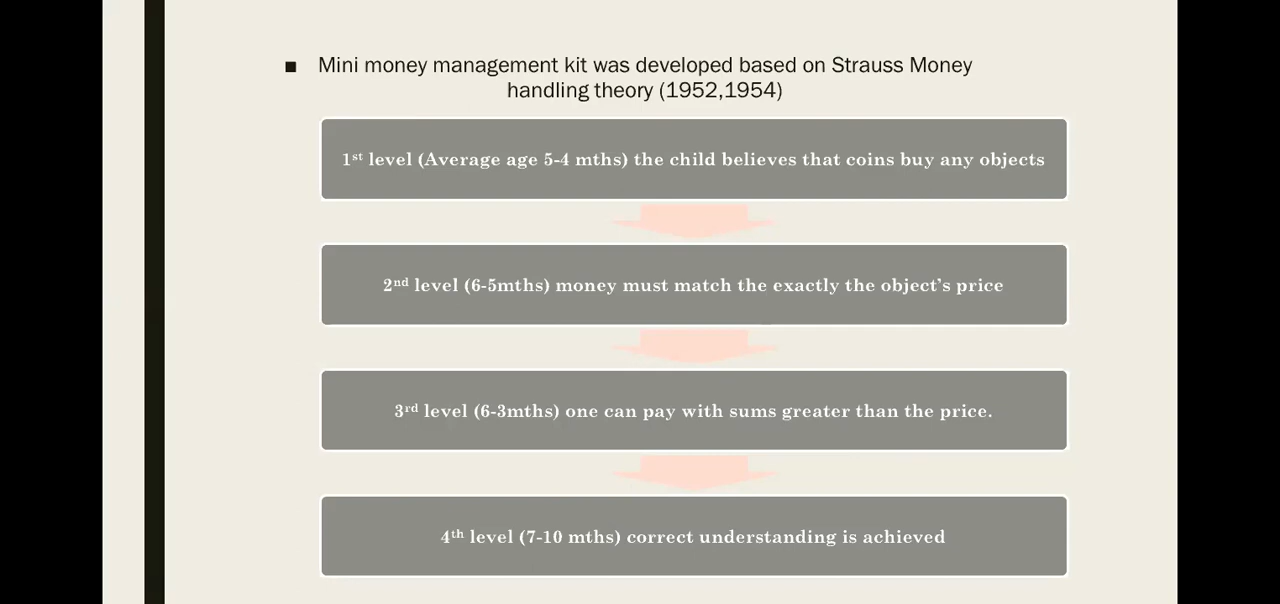 ■ Mini money management kit was developed based on Strauss Money
handling theory (1952,1954)
1st level (Average age 5-4 mths) the child believes that coins buy any objects
2nd level (6-5mths) money must match the exactly the object's price
3rd level (6-3mths) one can pay with sums greater than the price.
4th level (7-10 mths) correct understanding is achieved